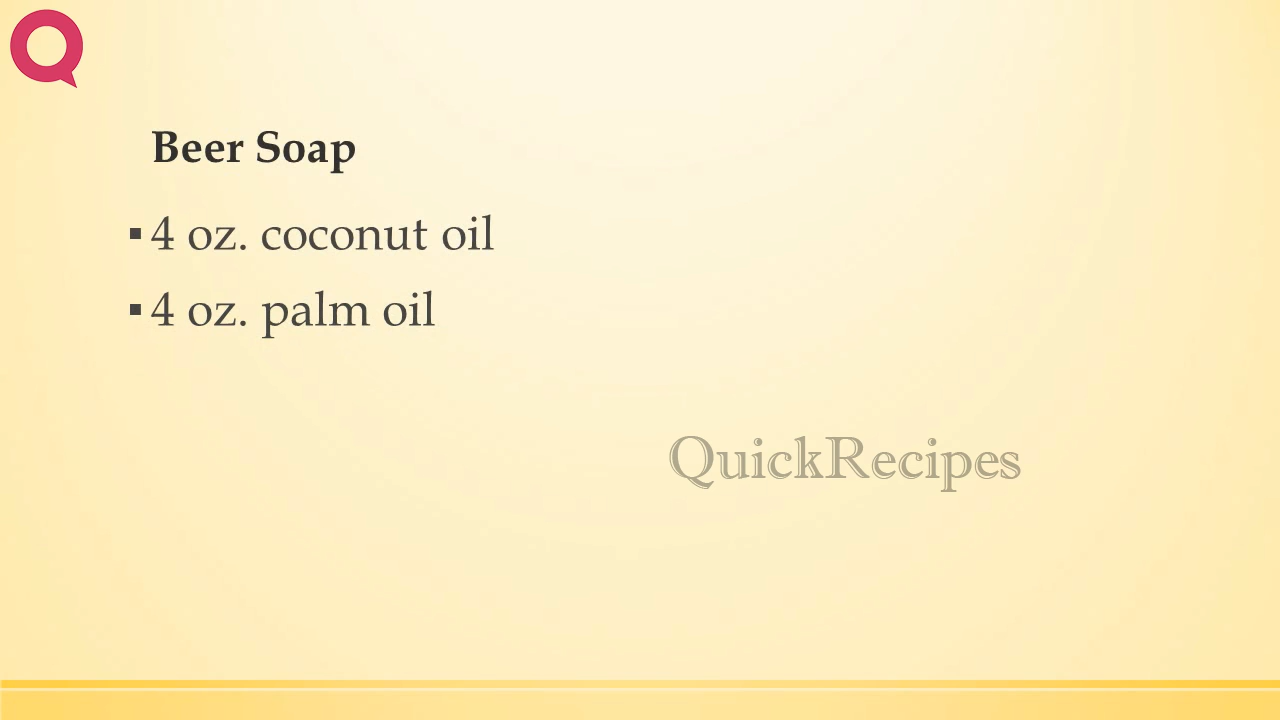 Beer Soap
▪ 4 oz. coconut oil
▪ 4 oz. palm oil
QuickRecipes